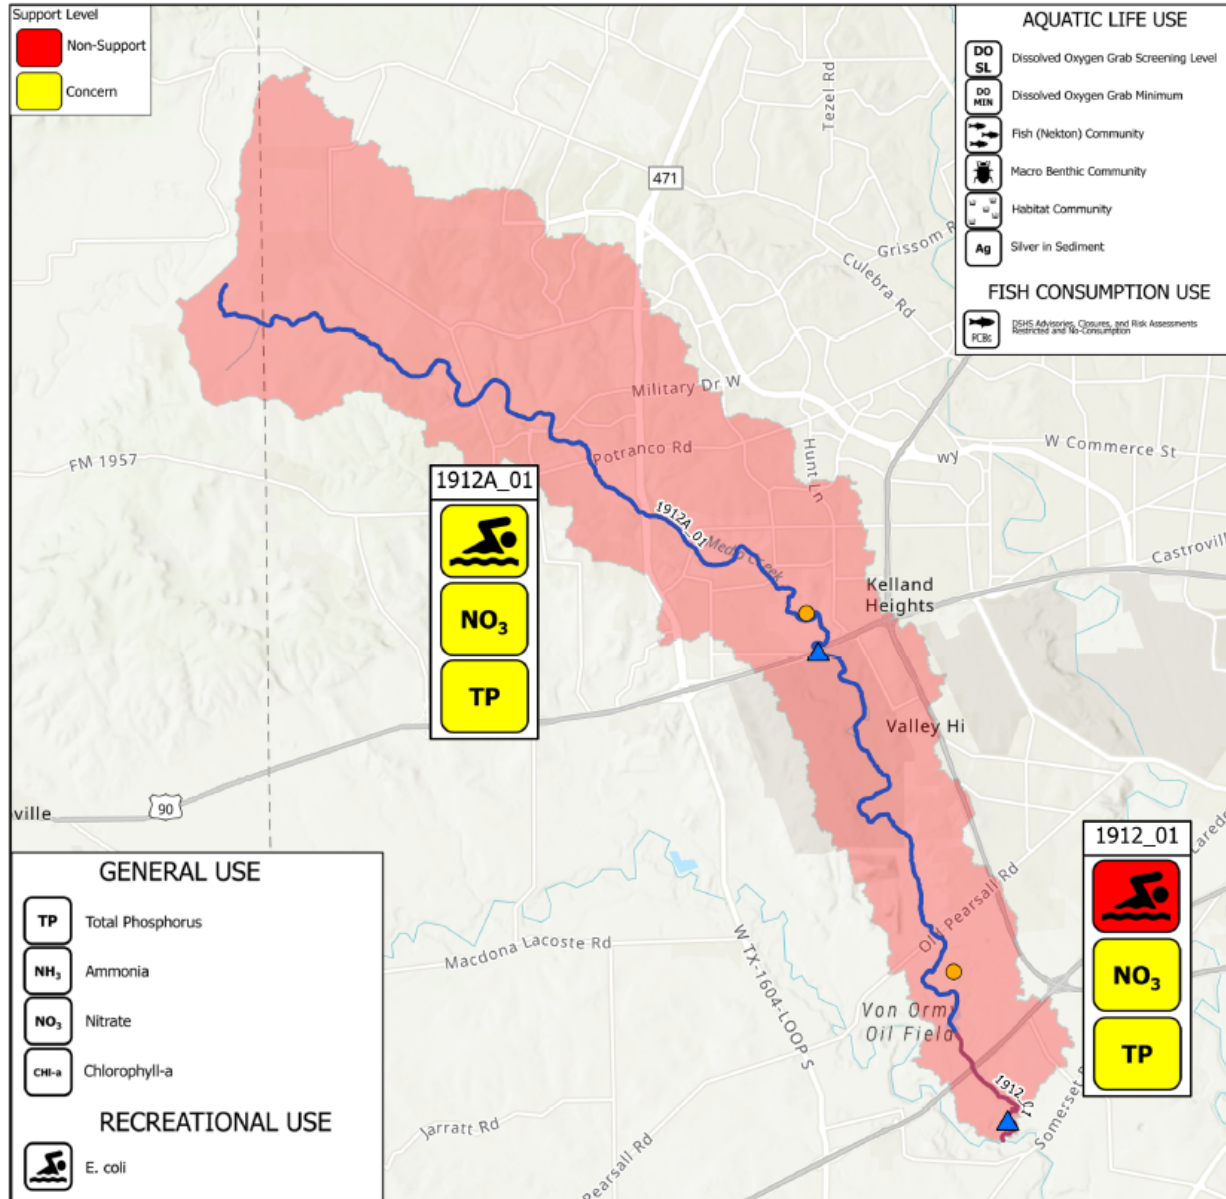 Support Level
Non-Support
Concern
AQUATIC LIFE USE
DO
SL
Dissolved Oxygen Grab Screening Level
DO
MIN
Dissolved Oxygen Grab Minimum
Fish (Nekton) Community
Macro Benthic Community
Habitat Community
Ag
Silver in Sediment
FISH CONSUMPTION USE
PCBs
DSHS Advisories, Closures, and Risk Assessments
Restricted and No-Consumption
Tezel Rd
471
Grissom R
Culebra Rd
Military Dr W
Potranco Rd
Hunt Ln
wy
W Commerce St
FM 1957
Castrovill
1912A_01
NO₃
TP
1912A_01
Medio Creek
Kelland
Heights
Valley Hi
90
ville
1912_01
NO₃
TP
Laredo
Old Pearsall Rd
Macdona Lacoste Rd
W TX-1604-LOOP S
Von Orm
Oil Field
1912_01
Somerset
Jarratt Rd
Pearsall Rd
GENERAL USE
TP
Total Phosphorus
NH₃
Ammonia
NO₃
Nitrate
CHl-a
Chlorophyll-a
RECREATIONAL USE
E. coli